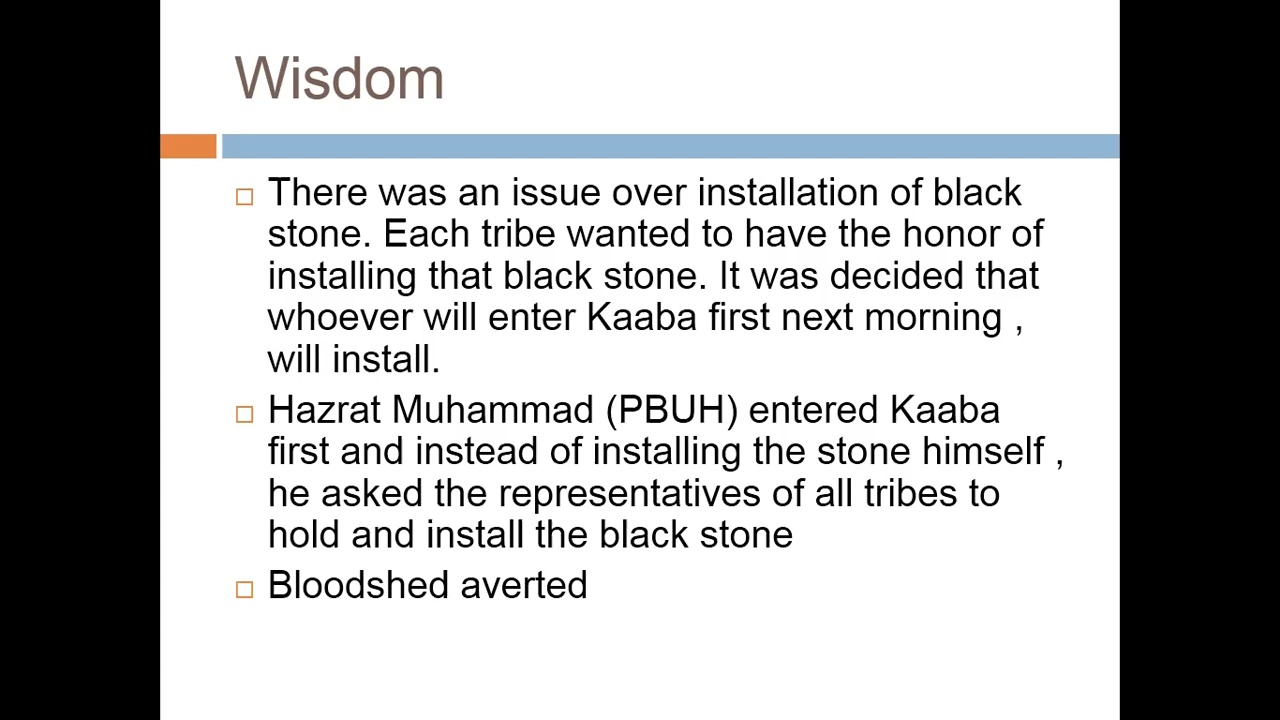 Wisdom
There was an issue over installation of black
stone. Each tribe wanted to have the honor of
installing that black stone. It was decided that
whoever will enter Kaaba first next morning ,
will install.
Hazrat Muhammad (PBUH) entered Kaaba
first and instead of installing the stone himself ,
he asked the representatives of all tribes to
hold and install the black stone
Bloodshed averted